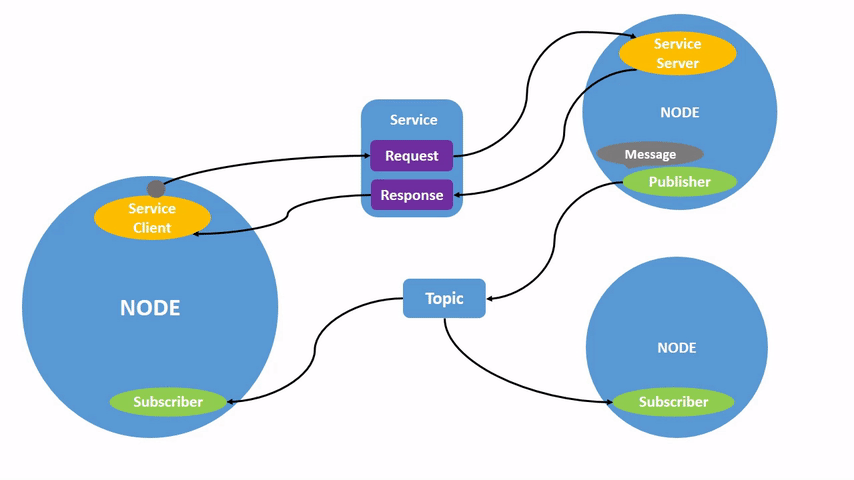 Service
Server
NODE
Message
Publisher
Service
Request
Response
Service
Client
NODE
Subscriber
Topic
NODE
Subscriber